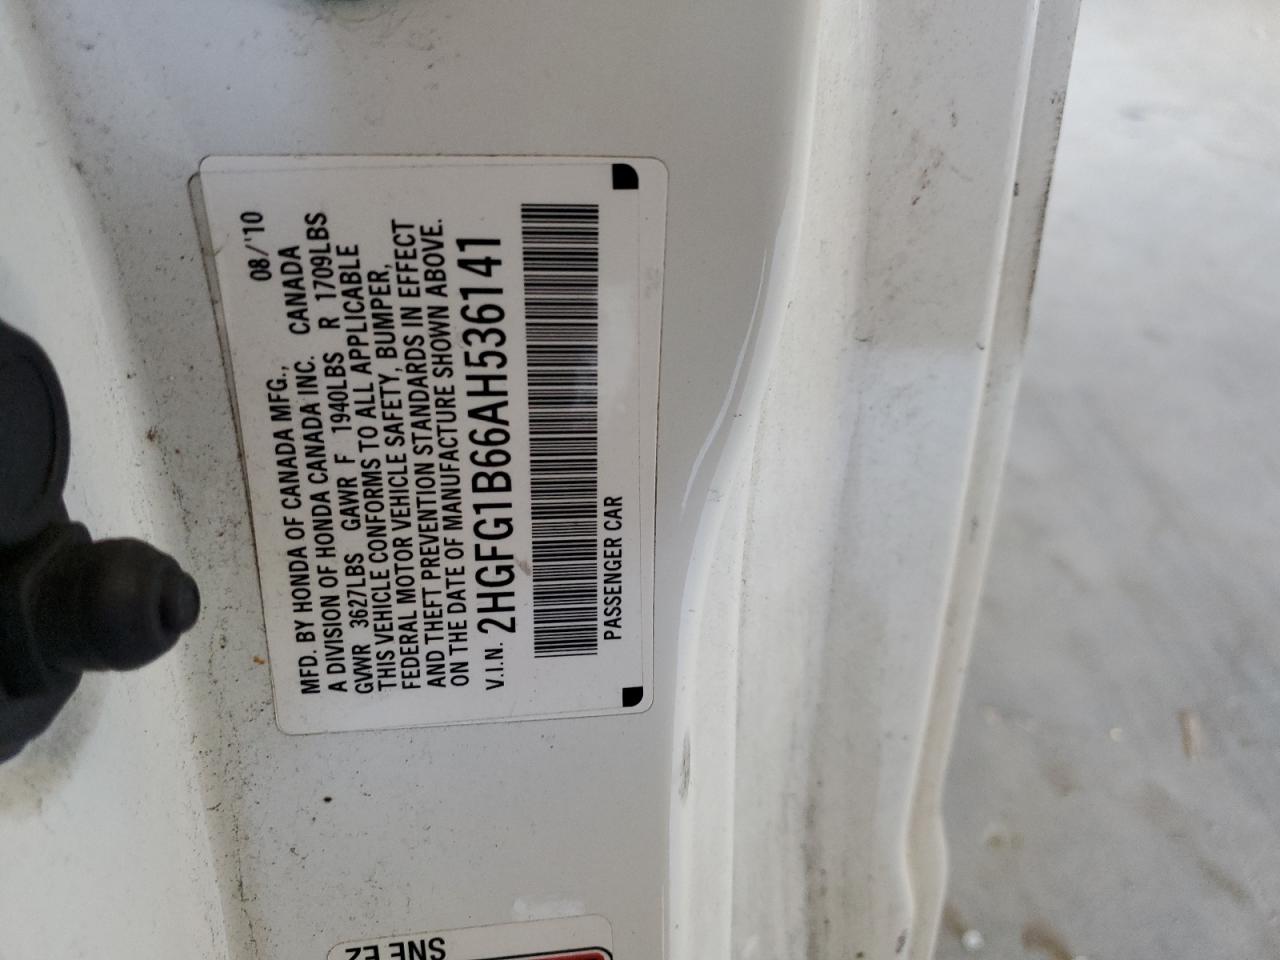 MFD. BY HONDA OF CANADA MFG., 08/'10
A DIVISION OF HONDA CANADA INC. CANADA
GVWR 3627LBS GAWR F 1940LBS R 1709LBS
THIS VEHICLE CONFORMS TO ALL APPLICABLE
FEDERAL MOTOR VEHICLE SAFETY, BUMPER,
AND THEFT PREVENTION STANDARDS IN EFFECT
ON THE DATE OF MANUFACTURE SHOWN ABOVE.
V.I.N. 2HGFG1B66AH536141
PASSENGER CAR